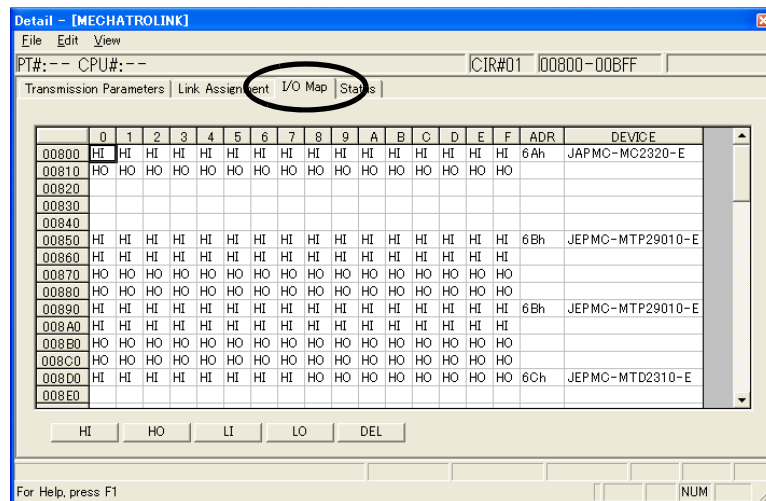 Detail - [MECHATROLINK]
File Edit View
PT#:-- CPU#:-- CIR#01 00800-00BFF
Transmission Parameters Link Assignment I/O Map Status
0 1 2 3 4 5 6 7 8 9 A B C D E F ADR DEVICE
00800 HI HI HI HI HI HI HI HI HI HI HI HI HI HI HI HI 6Ah JAPMC-MC2320-E
00810 HO HO HO HO HO HO HO HO HO HO HO HO HO HO HO HO
00820
00830
00840
00850 HI HI HI HI HI HI HI HI HI HI HI HI HI HI HI HI 6Bh JEPMC-MTP29010-E
00860 HI HI HI HI HI HI HI HI HI HI HI HI HI HI HI HI
00870 HO HO HO HO HO HO HO HO HO HO HO HO HO HO HO HO
00880 HO HO HO HO HO HO HO HO HO HO HO HO HO HO HO HO
00890 HI HI HI HI HI HI HI HI HI HI HI HI HI HI HI HI 6Bh JEPMC-MTP29010-E
008A0 HI HI HI HI HI HI HI HI HI HI HI HI HI HI HI HI
008B0 HO HO HO HO HO HO HO HO HO HO HO HO HO HO HO HO
008C0 HO HO HO HO HO HO HO HO HO HO HO HO HO HO HO HO
008D0 HI HI HI HI HI HI HI HI HO HO HO HO HO HO HO HO 6Ch JEPMC-MTD2310-E
008E0
HI HO LI LO DEL
For Help, press F1 NUM